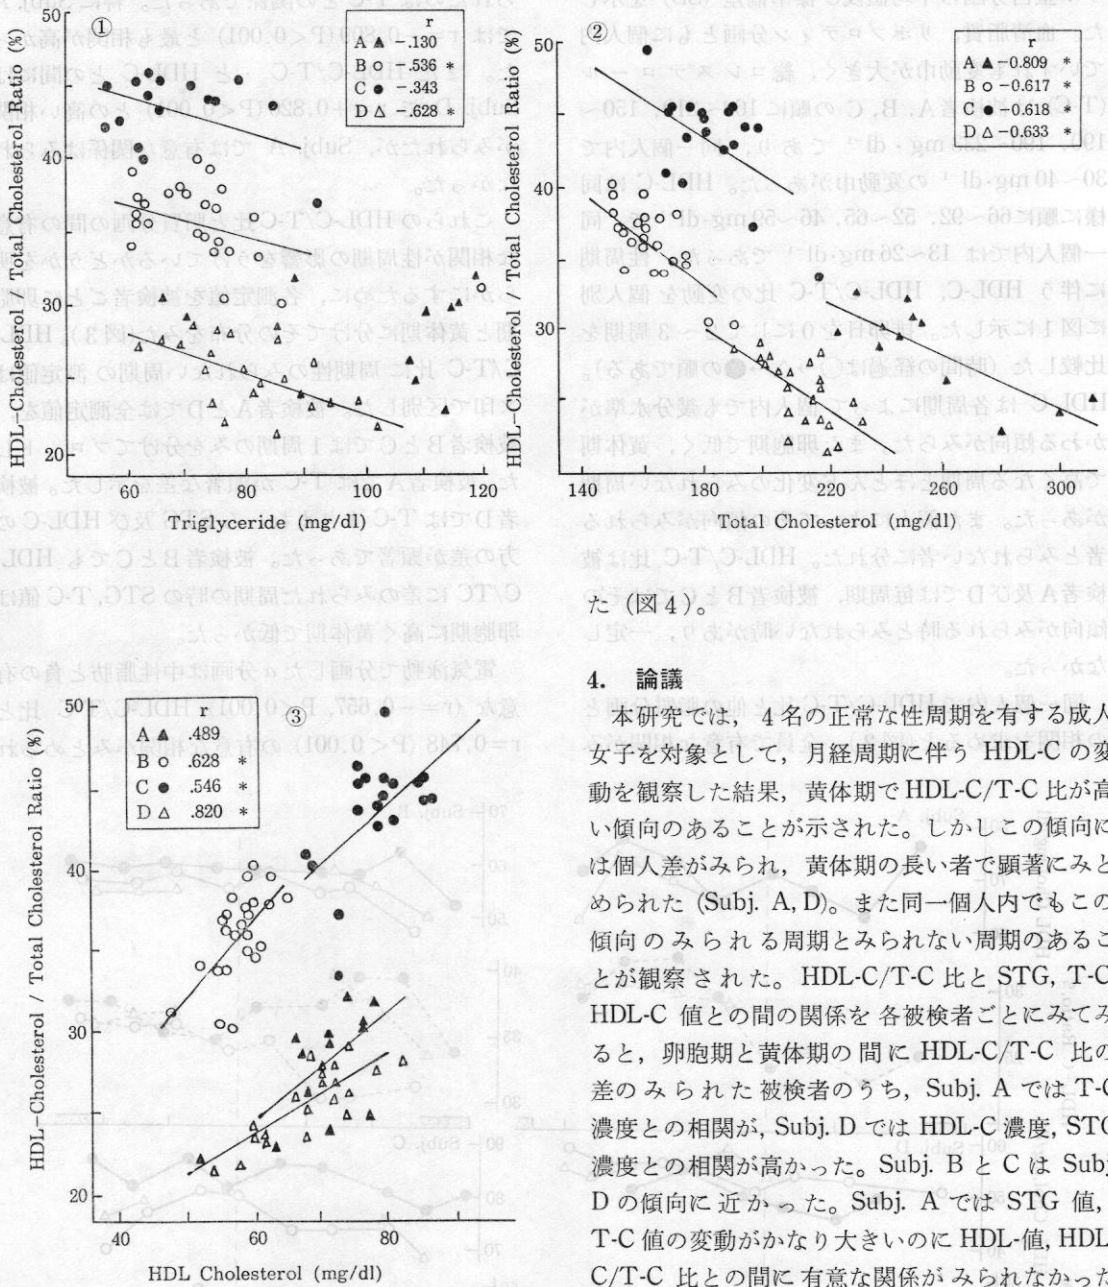 ①
HDL-Cholesterol / Total Cholesterol Ratio (%)
50
40
30
20
r
A ▲ -.130
B ○ -.536 *
C ● -.343
D △ -.628 *
60
80
100
120
Triglyceride (mg/dl)
②
HDL-Cholesterol / Total Cholesterol Ratio (%)
50
40
30
r
A ▲ -0.809 *
B ○ -0.617 *
C ● -0.618 *
D △ -0.633 *
140
180
220
260
300
Total Cholesterol (mg/dl)
③
HDL-Cholesterol / Total Cholesterol Ratio (%)
50
40
30
20
r
A ▲ .489
B ○ .628 *
C ● .546 *
D △ .820 *
40
60
80
100
HDL Cholesterol (mg/dl)
た (図4)。
4. 論議
本研究では, 4名の正常な性周期を有する成人
女子を対象として, 月経周期に伴う HDL-C の変
動を観察した結果, 黄体期で HDL-C/T-C 比が高
い傾向のあることが示された。しかしこの傾向に
は個人差がみられ, 黄体期の長い者で顕著にみと
められた (Subj. A, D)。また同一個人内でもこの
傾向のみられる周期とみられない周期のあるこ
とが観察された。HDL-C/T-C 比と STG, T-C,
HDL-C 値との間の関係を各被検者ごとにみてみ
ると, 卵胞期と黄体期の間に HDL-C/T-C 比の
差のみられた被検者のうち, Subj. A では T-C
濃度との相関が, Subj. D では HDL-C 濃度, STG
濃度との相関が高かった。Subj. B と C は Subj.
D の傾向に近かった。Subj. A では STG 値,
T-C 値の変動がかなり大きいのに HDL-値, HDL-
C/T-C 比との間に有意な関係がみられなかった